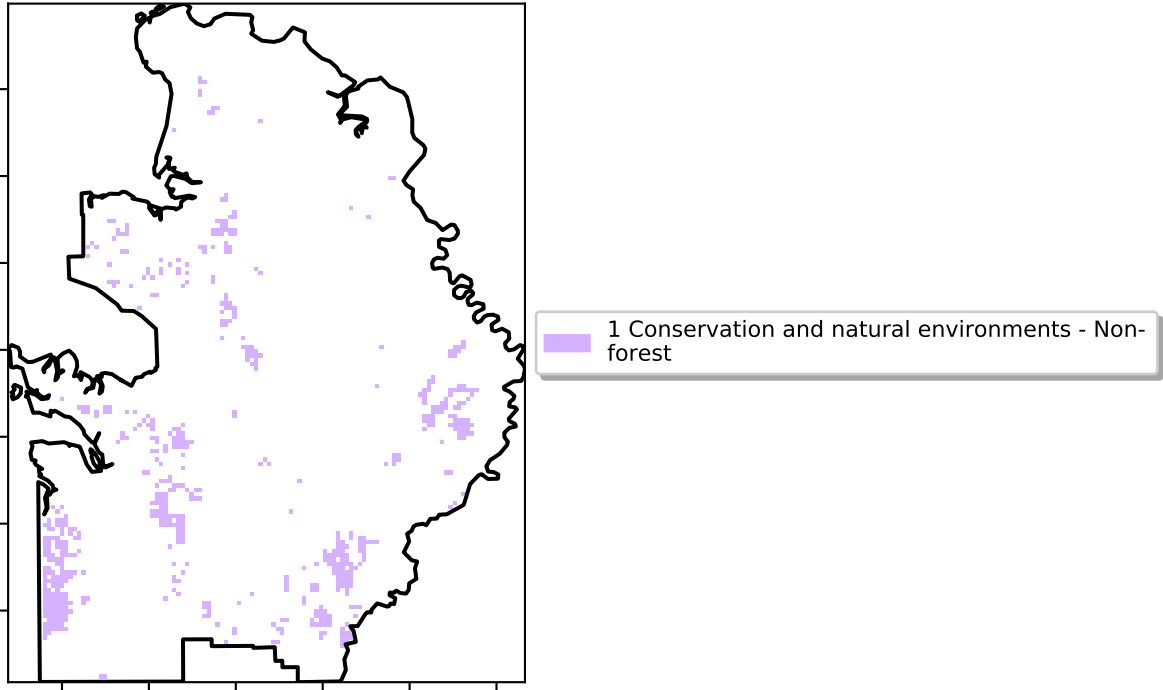 1 Conservation and natural environments - Non-
forest